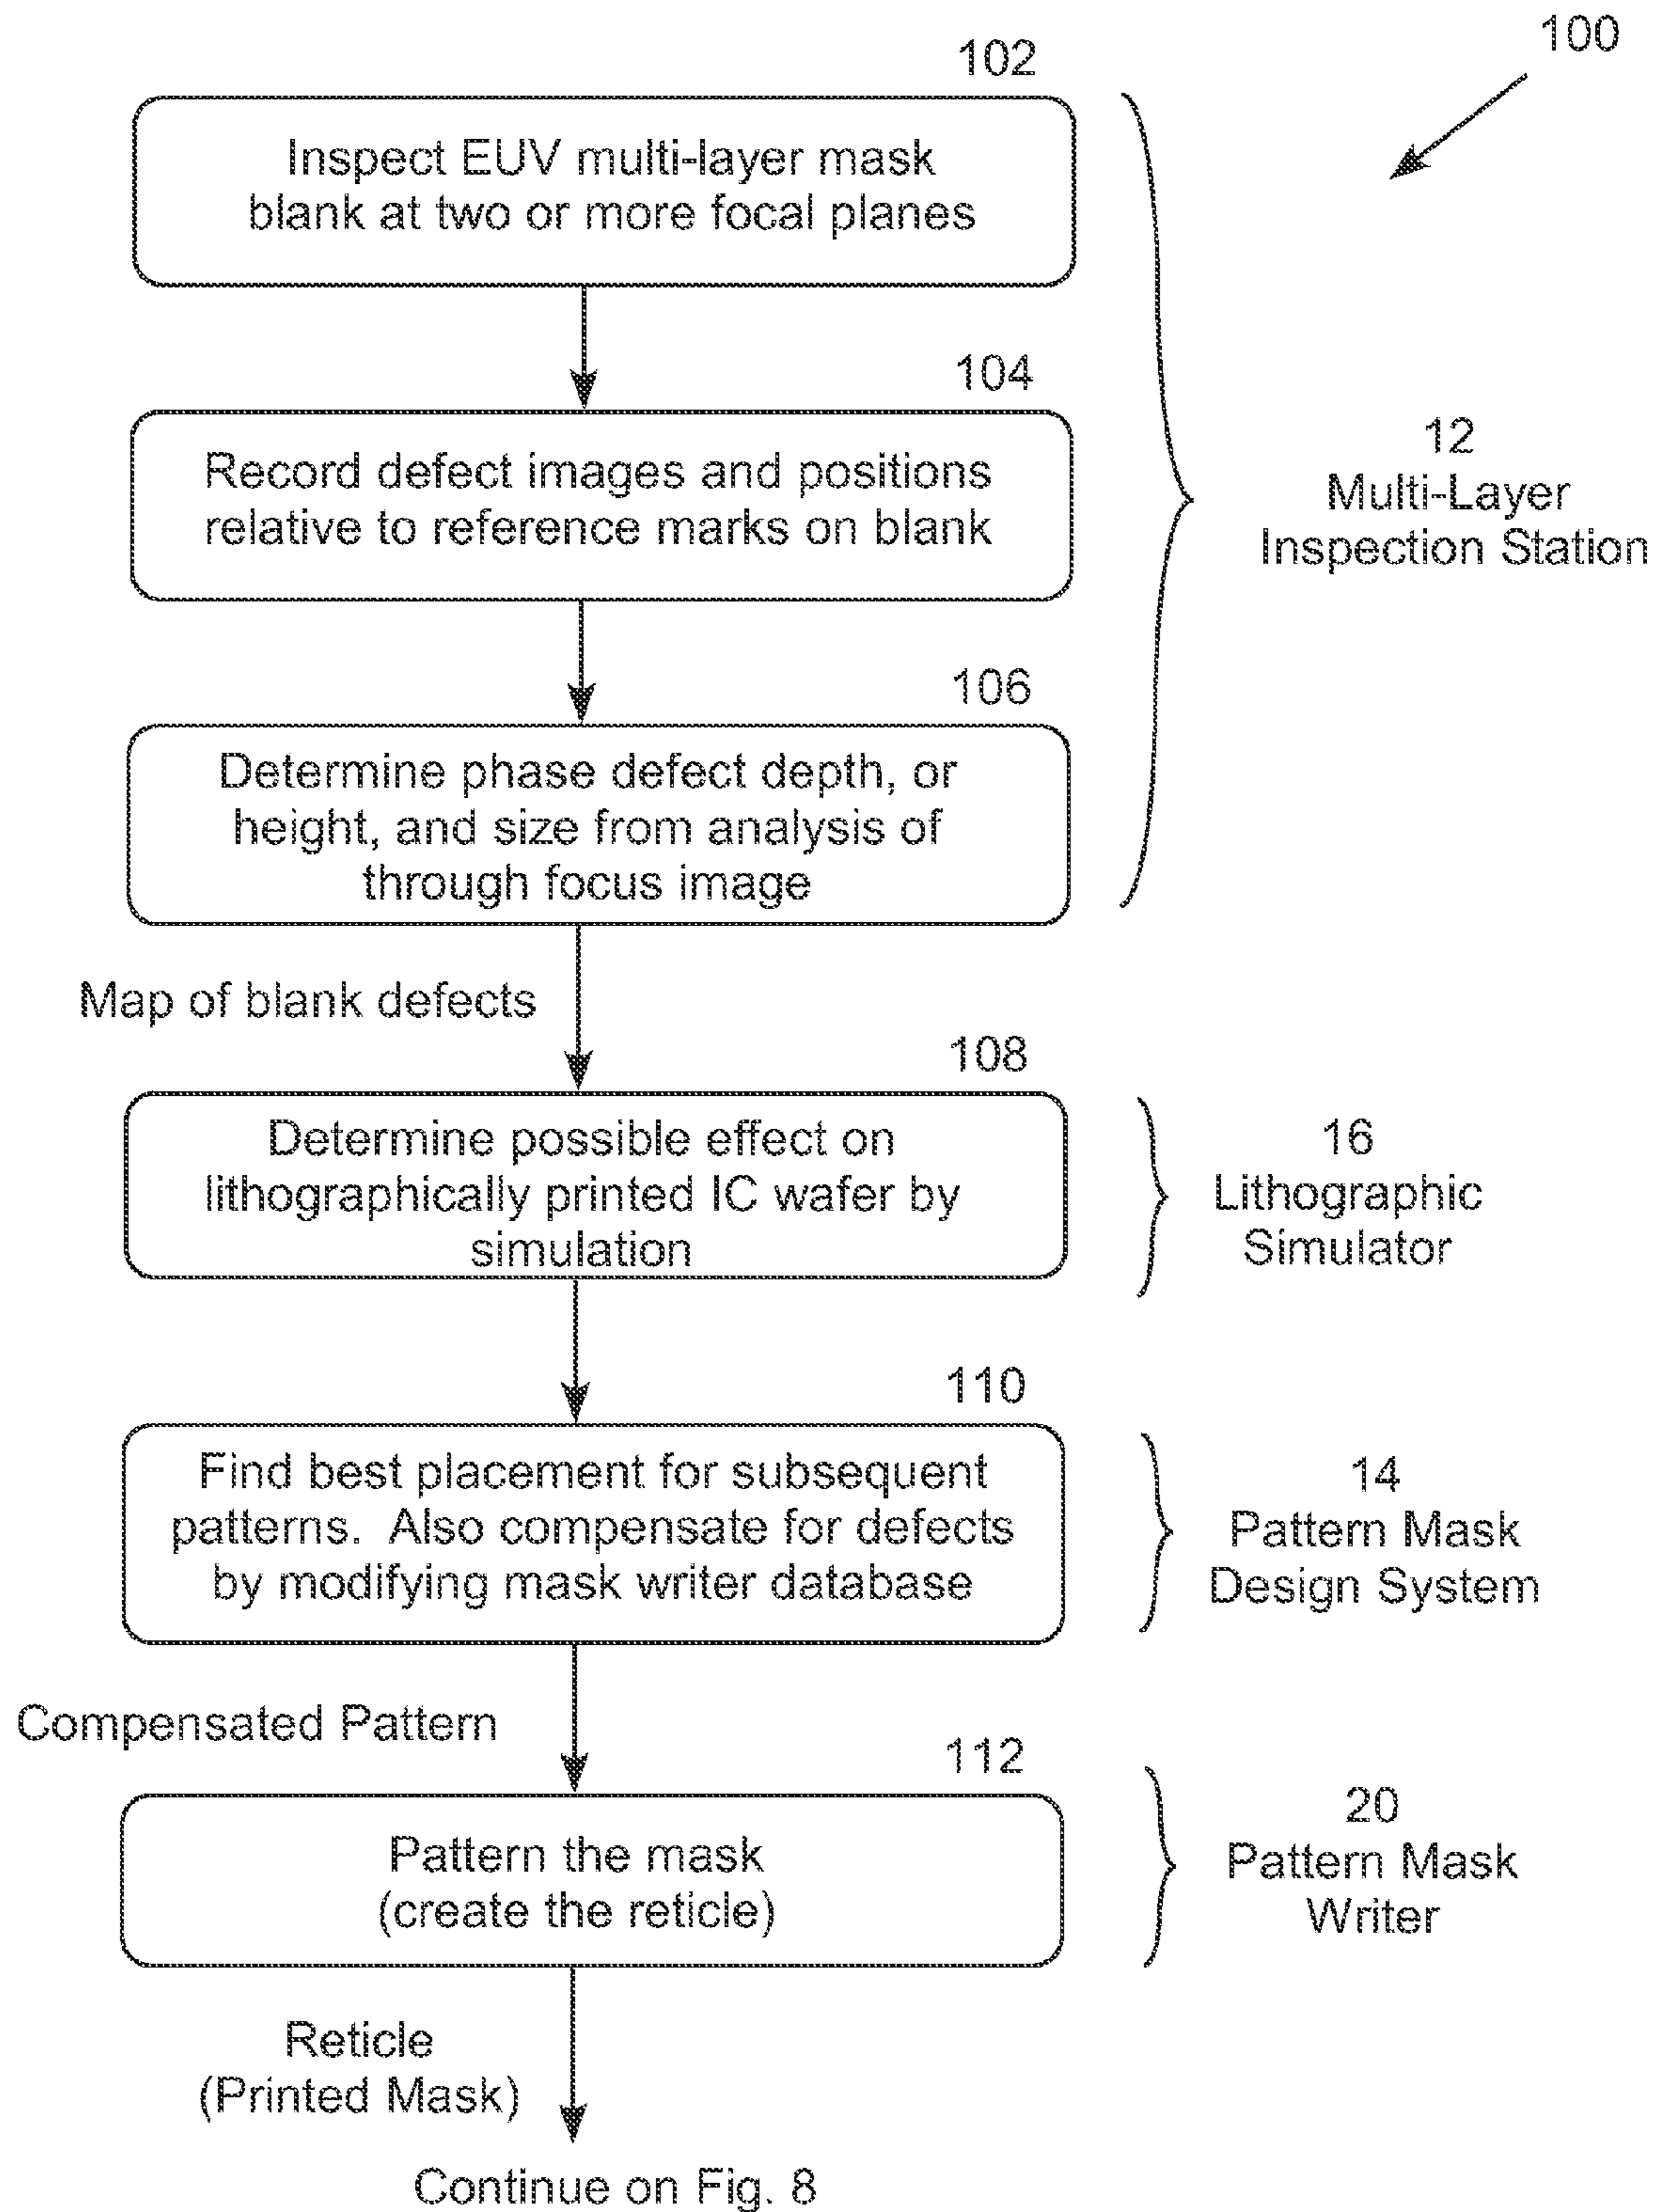 100
102
Inspect EUV multi-layer mask
blank at two or more focal planes
104
Record defect images and positions
relative to reference marks on blank
12
Multi-Layer
Inspection Station
106
Determine phase defect depth, or
height, and size from analysis of
through focus image
Map of blank defects
108
Determine possible effect on
lithographically printed IC wafer by
simulation
16
Lithographic
Simulator
110
Find best placement for subsequent
patterns. Also compensate for defects
by modifying mask writer database
14
Pattern Mask
Design System
Compensated Pattern
112
Pattern the mask
(create the reticle)
20
Pattern Mask
Writer
Reticle
(Printed Mask)
Continue on Fig. 8